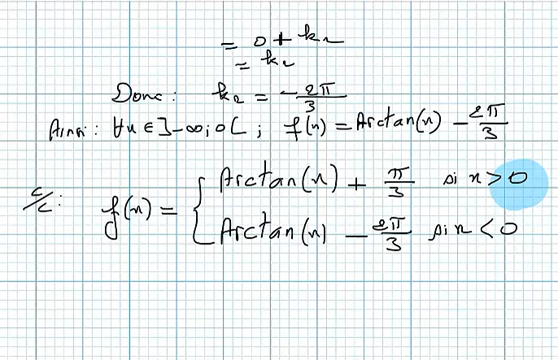 = 0 + k₂
= k₂
Donc : k₂ = -2π/3
Ainsi : ∀x ∈ ]-∞; 0[ ; f(x) = Arctan(x) - 2π/3
c/c : f(x) = { Arctan(x) + π/3 si x > 0
Arctan(x) - 2π/3 si x < 0